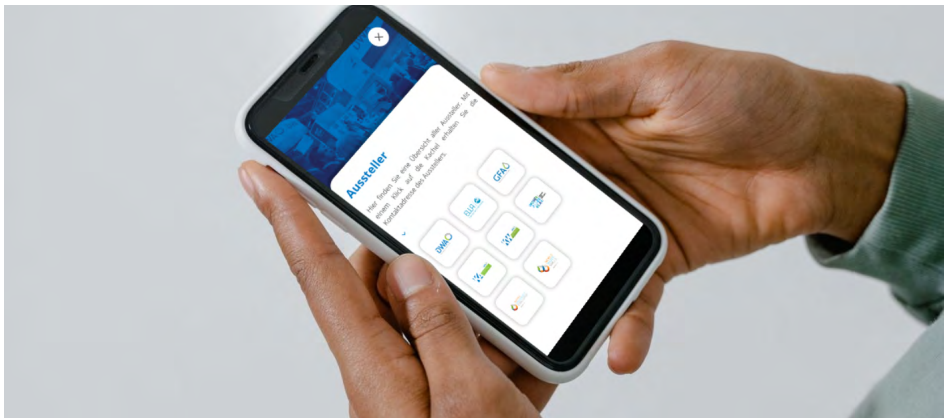 Aussteller
Hier finden Sie eine Übersicht aller Aussteller. Mit
einem Klick auf die Kachel erhalten Sie die
Kontaktadresse des Ausstellers.
DWA
BIR
GFA